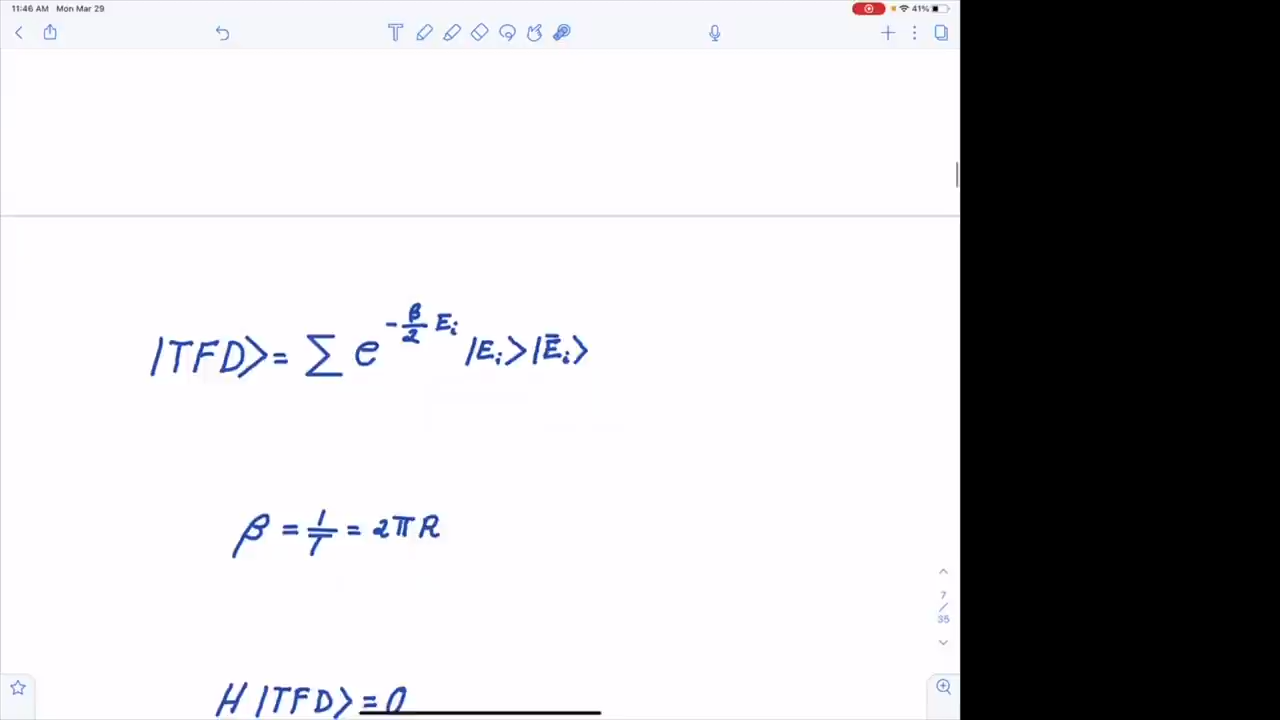 11:46 AM Mon Mar 29 41%
T
|TFD> = Σ e^{-β/2 E_i} |E_i>|Ē_i>
β = 1/T = 2πR
7
/
35
H|TFD> = 0